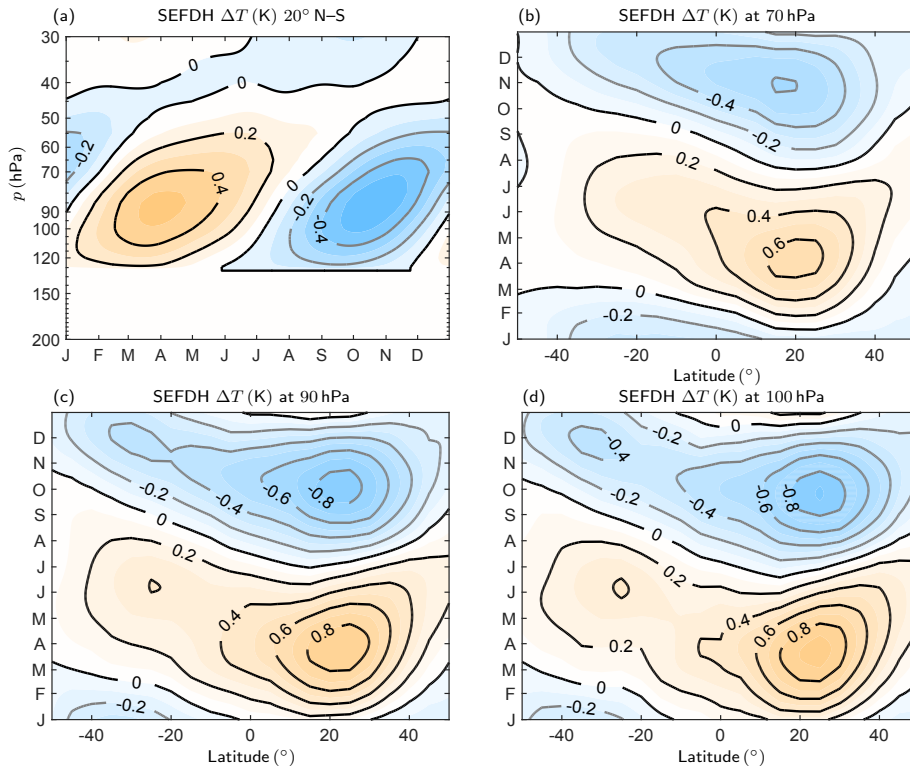 (a) SEFDH ΔT (K) 20° N–S
p (hPa)
30
40
50
60
70
90
100
120
150
200
J F M A M J J A S O N D
0
0
0.2
0.4
0
-0.2
-0.2
-0.4
(b) SEFDH ΔT (K) at 70 hPa
D
N
O
S
A
J
J
M
A
M
F
J
-40 -20 0 20 40
Latitude (°)
-0.4
-0.2
0
0.2
0.4
0.6
0
-0.2
(c) SEFDH ΔT (K) at 90 hPa
D
N
O
S
A
J
J
M
A
M
F
J
-40 -20 0 20 40
Latitude (°)
-0.2
-0.4
-0.6
-0.8
0
0.2
0.4
0.6
0.8
0
-0.2
(d) SEFDH ΔT (K) at 100 hPa
D
N
O
S
A
J
J
M
A
M
F
J
-40 -20 0 20 40
Latitude (°)
0
-0.2
-0.4
-0.2
-0.4
-0.6
-0.8
0
0.2
0.4
0.6
0.8
0.2
0
-0.2